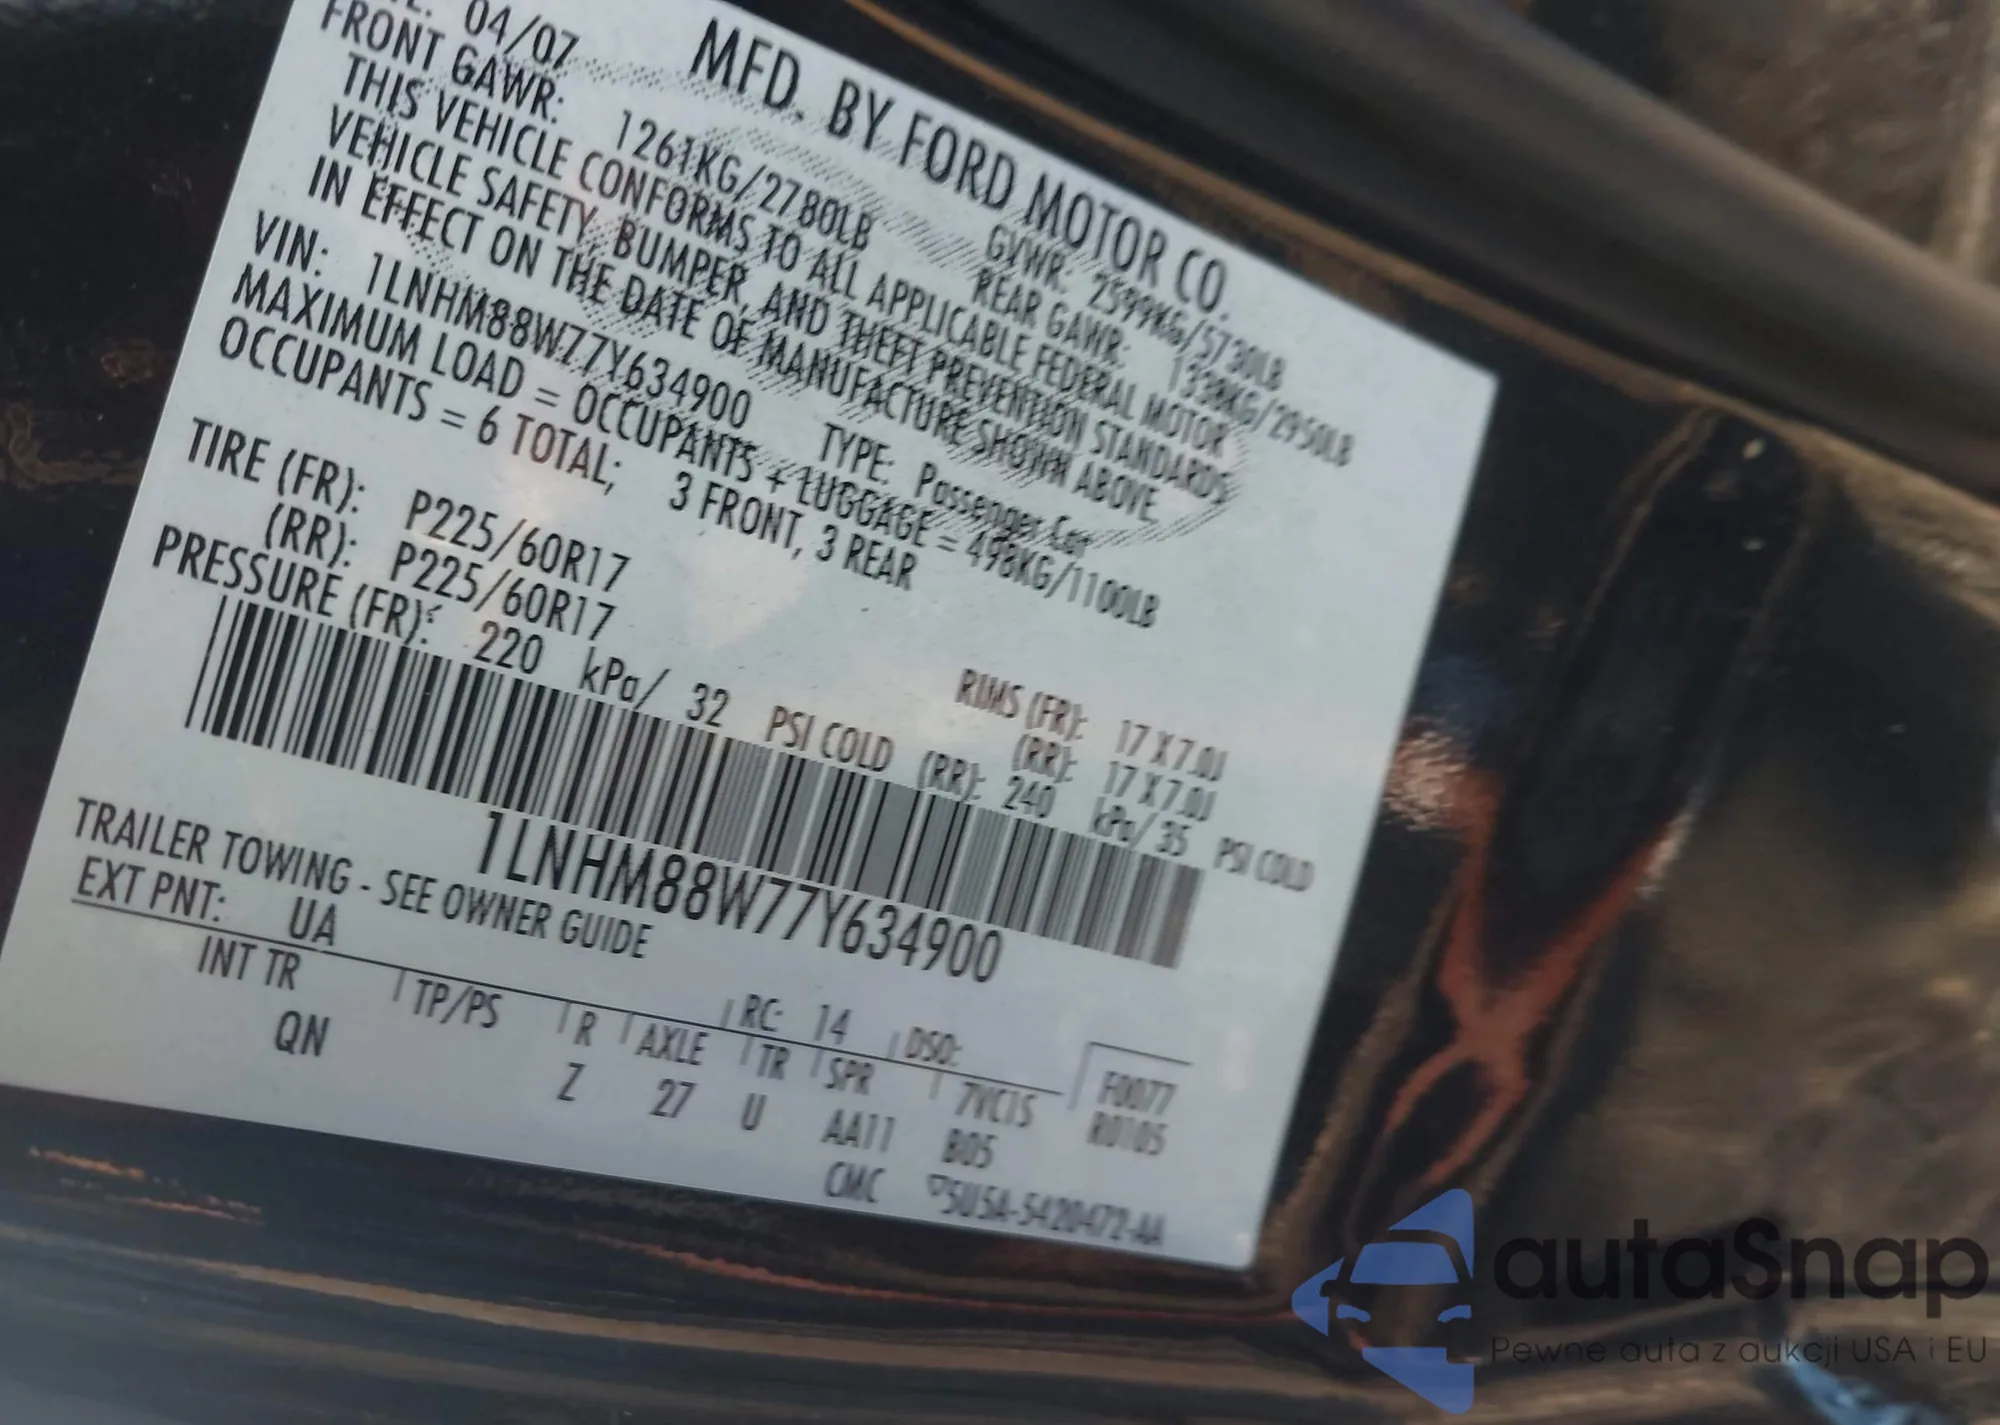 MFD. BY FORD MOTOR CO.
04/07 GVWR: 2599KG/5730LB
FRONT GAWR: 1261KG/2780LB REAR GAWR: 1338KG/2950LB
THIS VEHICLE CONFORMS TO ALL APPLICABLE FEDERAL MOTOR
VEHICLE SAFETY, BUMPER, AND THEFT PREVENTION STANDARDS
IN EFFECT ON THE DATE OF MANUFACTURE SHOWN ABOVE
VIN: 1LNHM88W77Y634900 TYPE: Passenger Car
MAXIMUM LOAD = OCCUPANTS + LUGGAGE = 498KG/1100LB
OCCUPANTS = 6 TOTAL; 3 FRONT, 3 REAR
TIRE (FR): P225/60R17 RIMS (FR): 17 X 7.0J
(RR): P225/60R17 (RR): 17 X 7.0J
PRESSURE (FR): 220 kPa/ 32 PSI COLD (RR): 240 kPa/ 35 PSI COLD
1LNHM88W77Y634900
TRAILER TOWING - SEE OWNER GUIDE
EXT PNT: UA RC: 14 DSO: F0077
INT TR TP/PS R AXLE TR SPR 7VC15 R0105
QN Z 27 U AA11 B05
CMC ▽5U5A-5420472-AA
autaSnap
Pewne auta z aukcji USA i EU